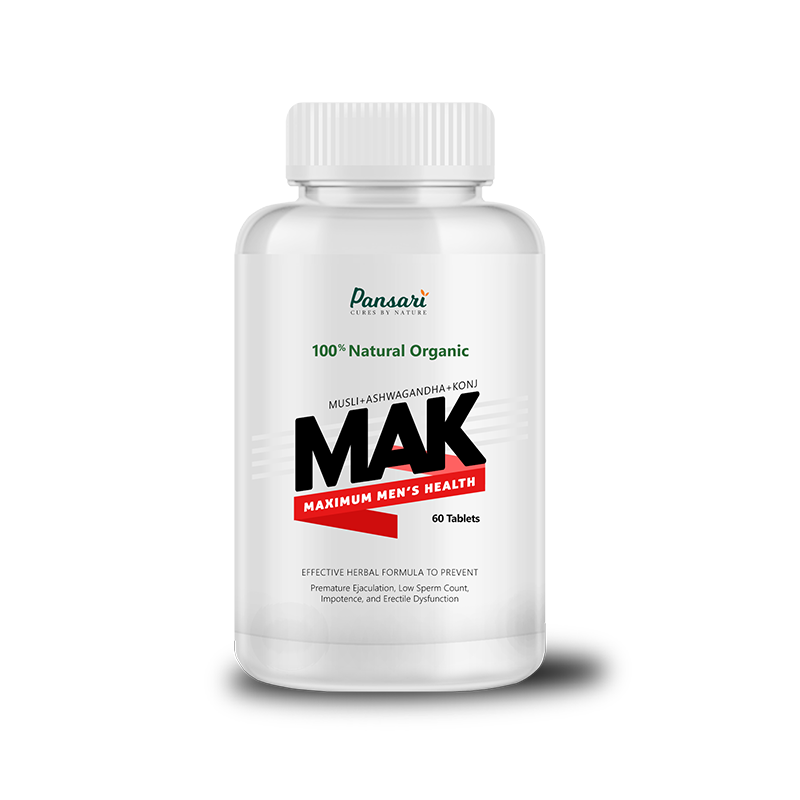 Pansari
CURES BY NATURE
100% Natural Organic
MUSLI+ASHWAGANDHA+KONJ
MAK
MAXIMUM MEN'S HEALTH
60 Tablets
EFFECTIVE HERBAL FORMULA TO PREVENT
Premature Ejaculation, Low Sperm Count,
Impotence, and Erectile Dysfunction